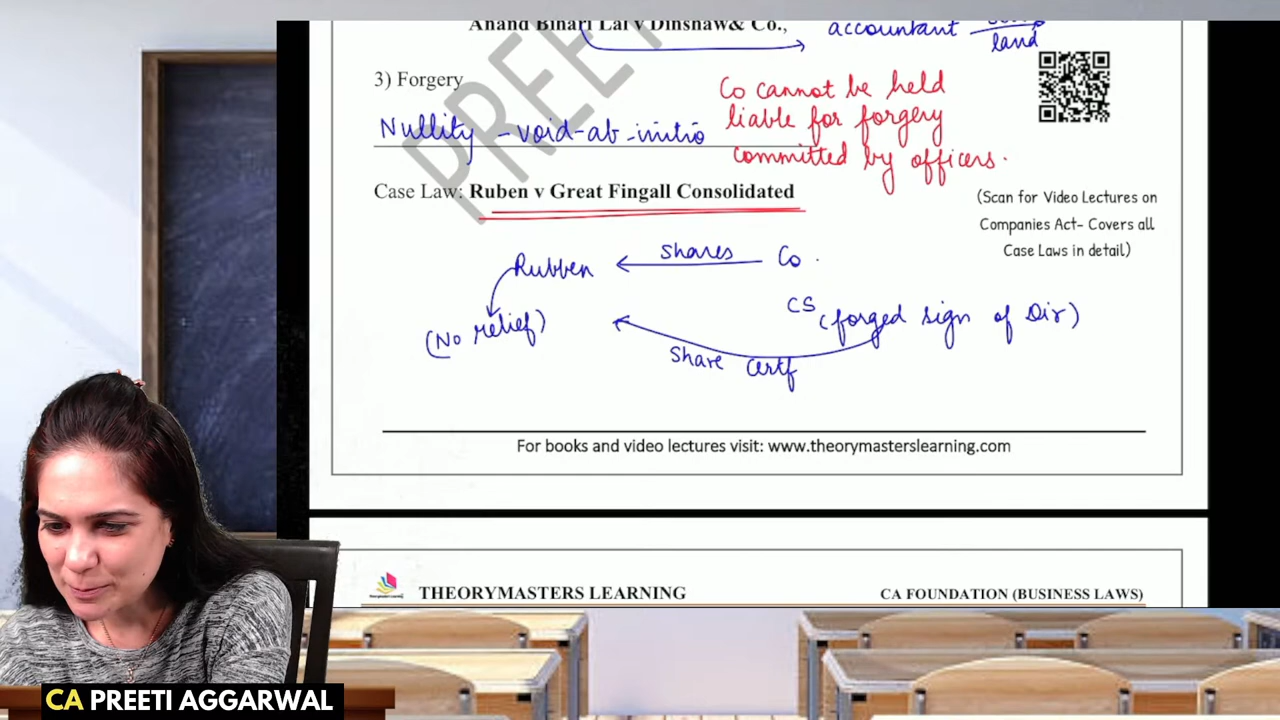 Anand Bihari Lal v Dinshaw& Co.,
accountant
land
3) Forgery
Co cannot be held
liable for forgery
committed by officers.
Nullity - void-ab-initio
PREET
Case Law: Ruben v Great Fingall Consolidated
(Scan for Video Lectures on
Companies Act- Covers all
Case Laws in detail)
Rubben
shares
Co.
(No relief)
CS (forged sign of Dir)
Share Certf
For books and video lectures visit: www.theorymasterslearning.com
THEORYMASTERS LEARNING
CA FOUNDATION (BUSINESS LAWS)
CA PREETI AGGARWAL